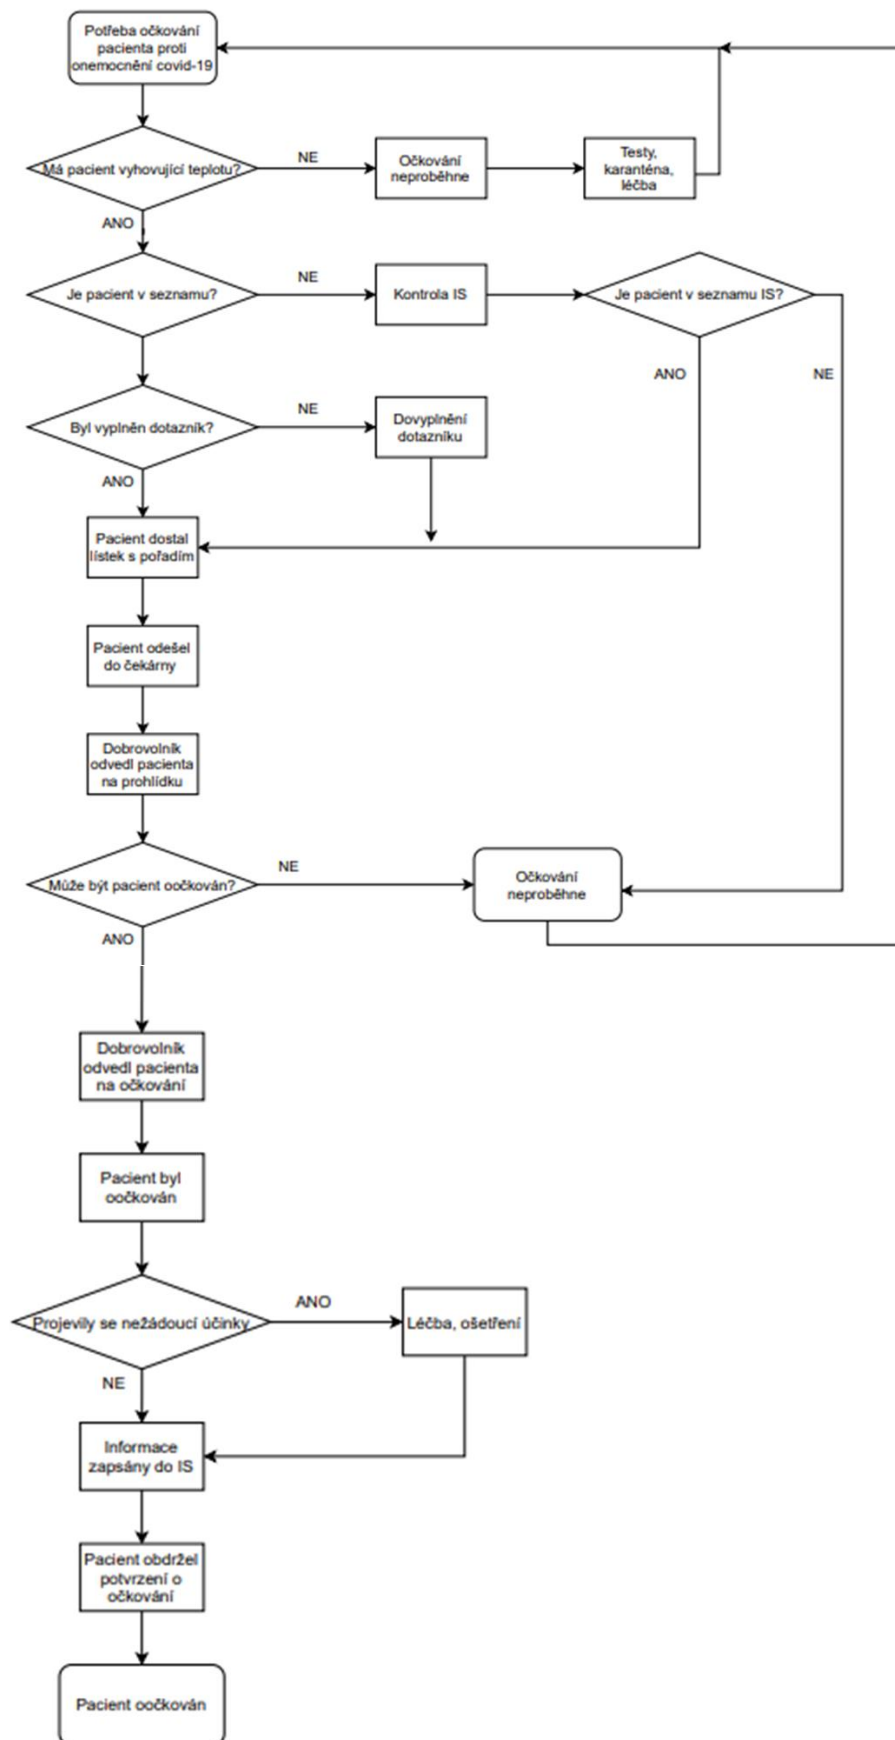 Potřeba očkování
pacienta proti
onemocnění covid-19
Má pacient vyhovující teplotu?
NE
Očkování
neproběhne
Testy,
karanténa,
léčba
ANO
Je pacient v seznamu?
NE
Kontrola IS
Je pacient v seznamu IS?
ANO
NE
Byl vyplněn dotazník?
NE
Dovyplnění
dotazníku
ANO
Pacient dostal
lístek s pořadím
Pacient odešel
do čekárny
Dobrovolník
odvedl pacienta
na prohlídku
Může být pacient oočkován?
NE
Očkování
neproběhne
ANO
Dobrovolník
odvedl pacienta
na očkování
Pacient byl
oočkován
Projevily se nežádoucí účinky
ANO
Léčba, ošetření
NE
Informace
zapsány do IS
Pacient obdržel
potvrzení o
očkování
Pacient oočkován